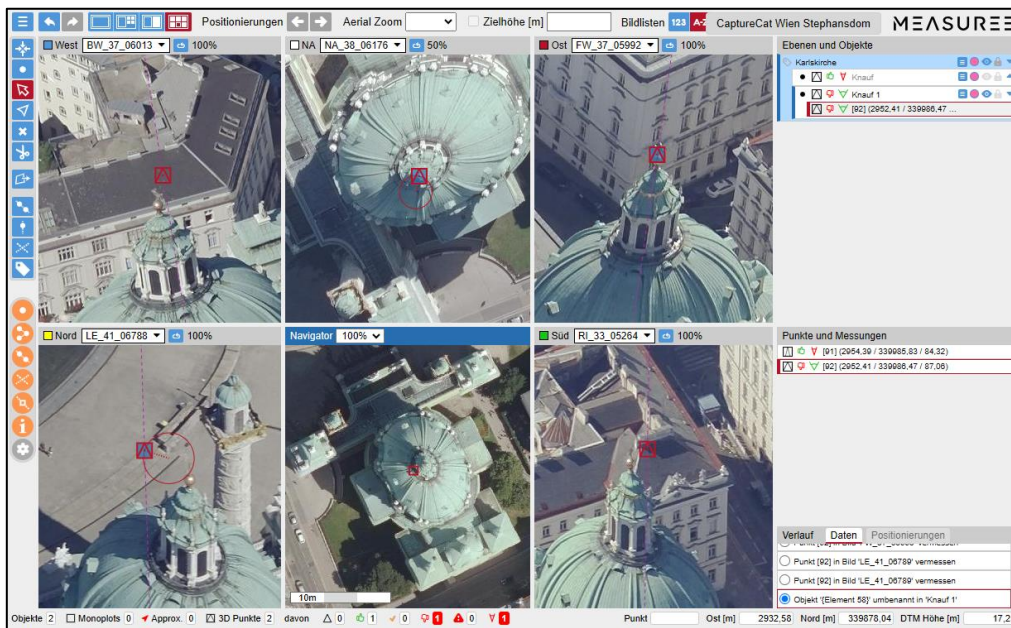 Positionierungen Aerial Zoom Zielhöhe [m] Bildlisten 123 A-Z CaptureCat Wien Stephansdom MEASUREE
West BW_37_06013 100%
NA NA_38_06176 50%
Ost FW_37_05992 100%
Ebenen und Objekte
Karlskirche
Knauf
Knauf 1
[92] (2952,41 / 339986,47 ...
Nord LE_41_06788 100%
Navigator 100%
Süd RI_33_05264 100%
Punkte und Messungen
[91] (2954,39 / 339985,83 / 84,32)
[92] (2952,41 / 339986,47 / 87,06)
10m
Verlauf Daten Positionierungen
Punkt [92] in Bild 'LE_41_06789' vermessen
Punkt [92] in Bild 'LE_41_06789' vermessen
Objekt '{Element 58}' umbenannt in 'Knauf 1'
Objekte 2 Monoplots 0 Approx. 0 3D Punkte 2 davon 0 1 0 1 0 1 Punkt Ost [m] 2932,58 Nord [m] 339878,04 DTM Höhe [m] 17,2